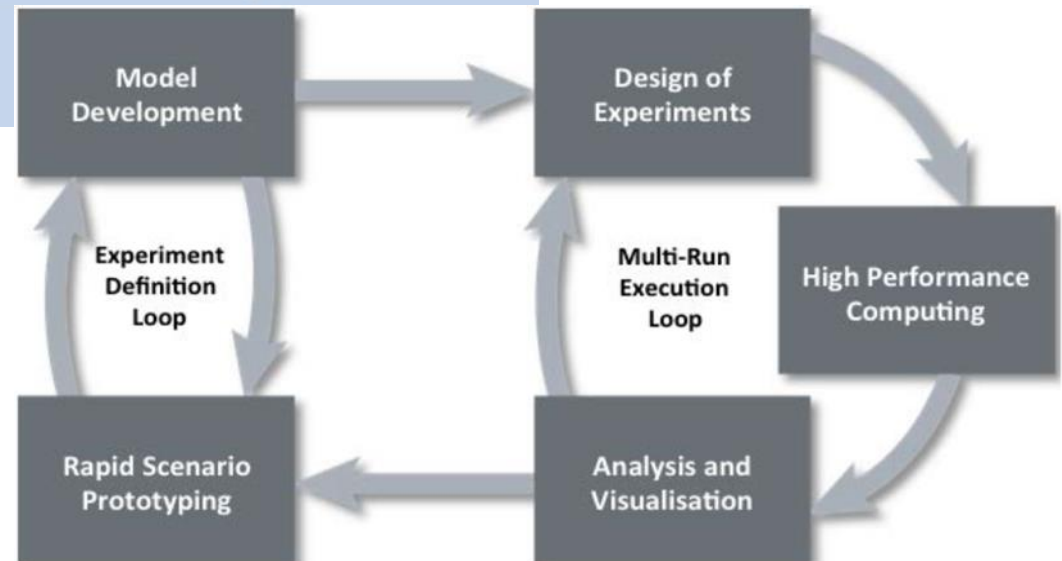 Model
Development
Design of
Experiments
Experiment
Definition
Loop
Multi-Run
Execution
Loop
High Performance
Computing
Rapid Scenario
Prototyping
Analysis and
Visualisation